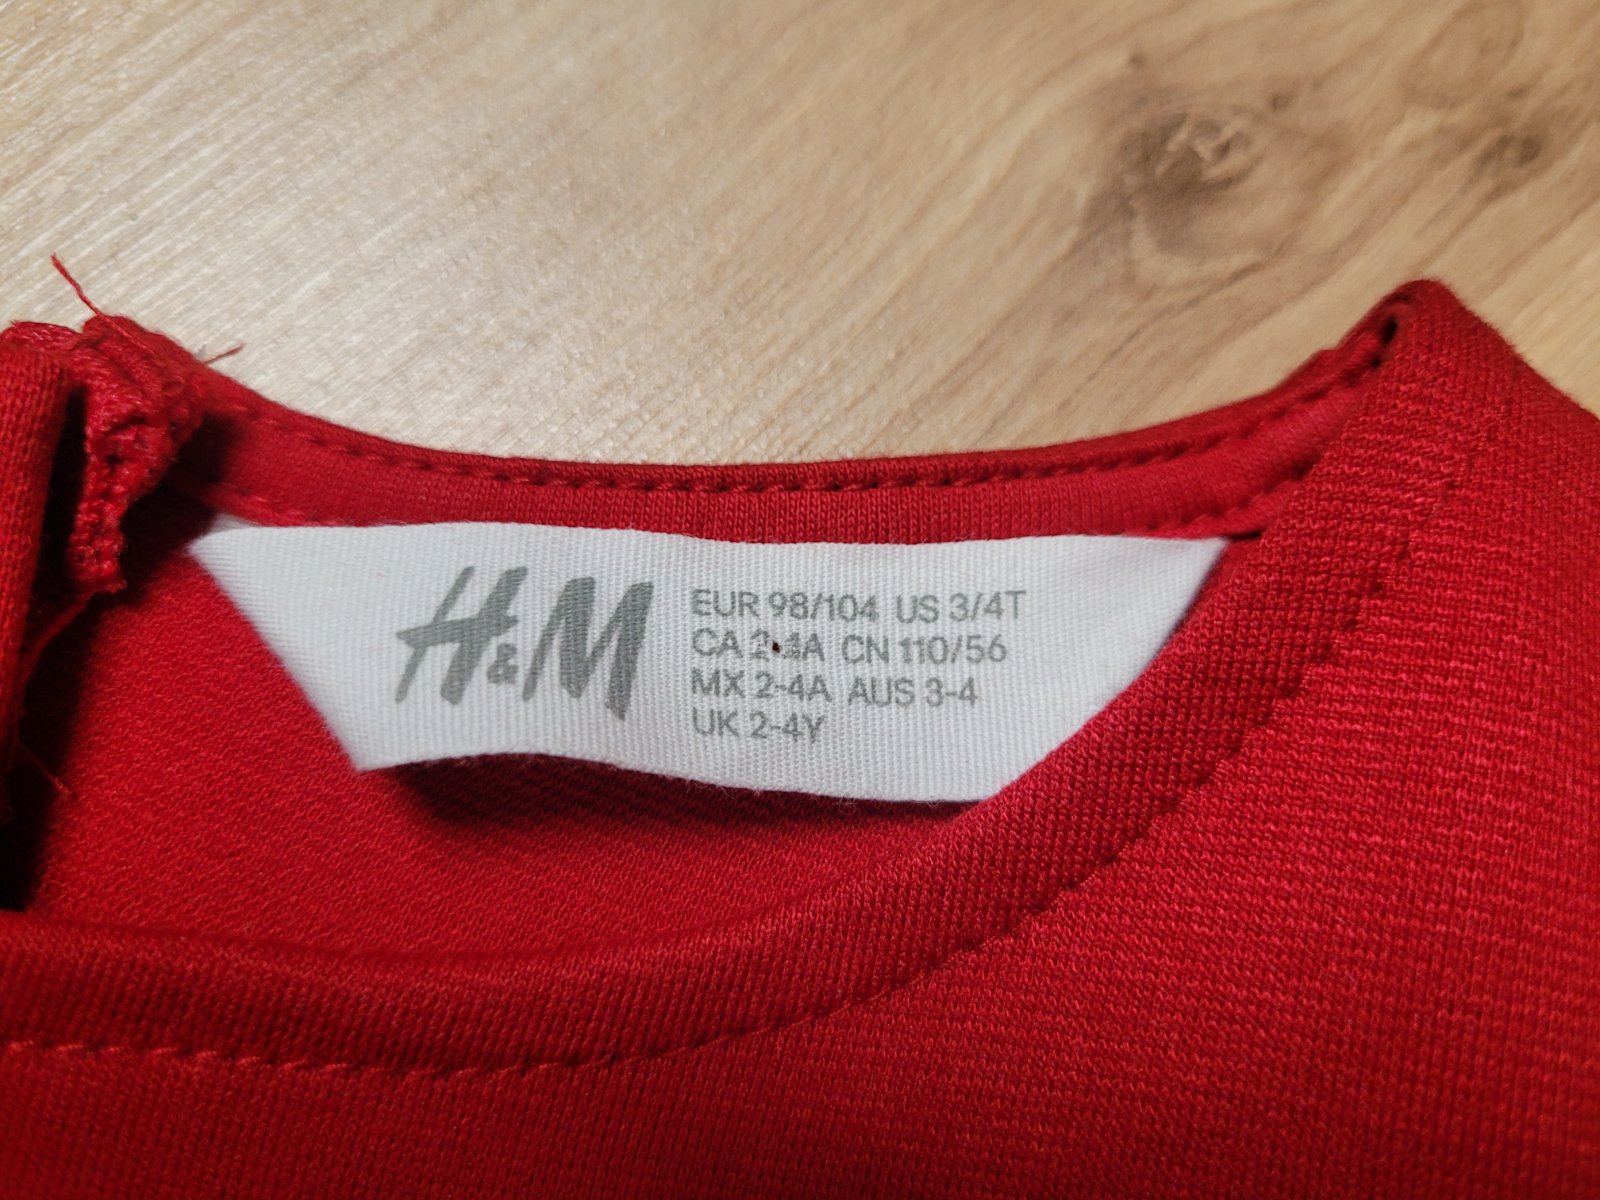 H&M
EUR 98/104 US 3/4T
CA 2-4A CN 110/56
MX 2-4A AUS 3-4
UK 2-4Y